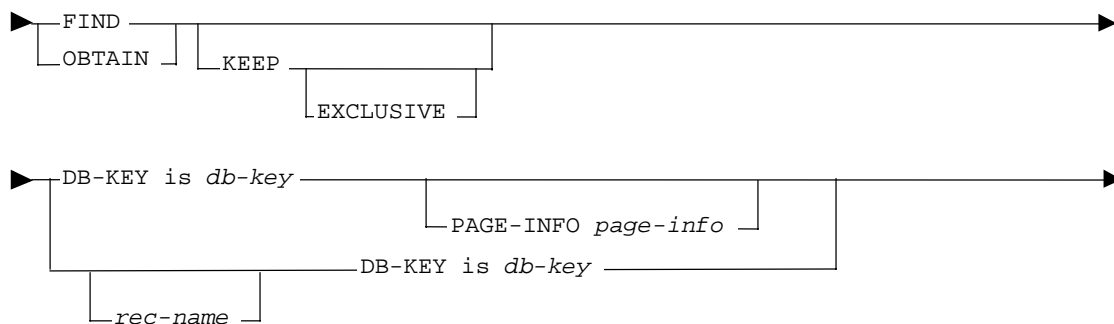 FIND
OBTAIN
KEEP
EXCLUSIVE
DB-KEY is db-key
PAGE-INFO page-info
DB-KEY is db-key
rec-name